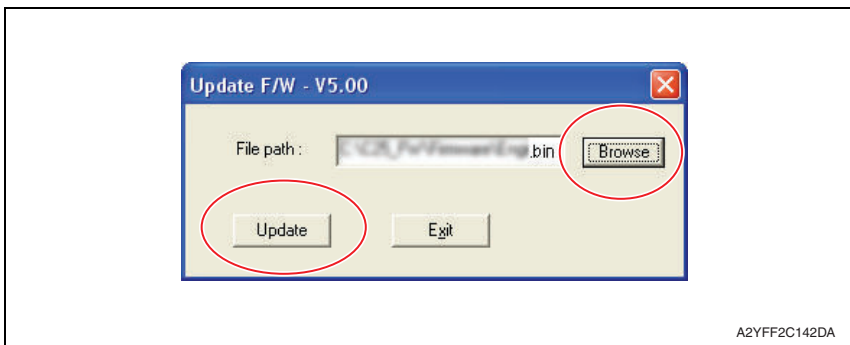 Update F/W - V5.00
File path : .bin Browse
Update Exit
A2YFF2C142DA